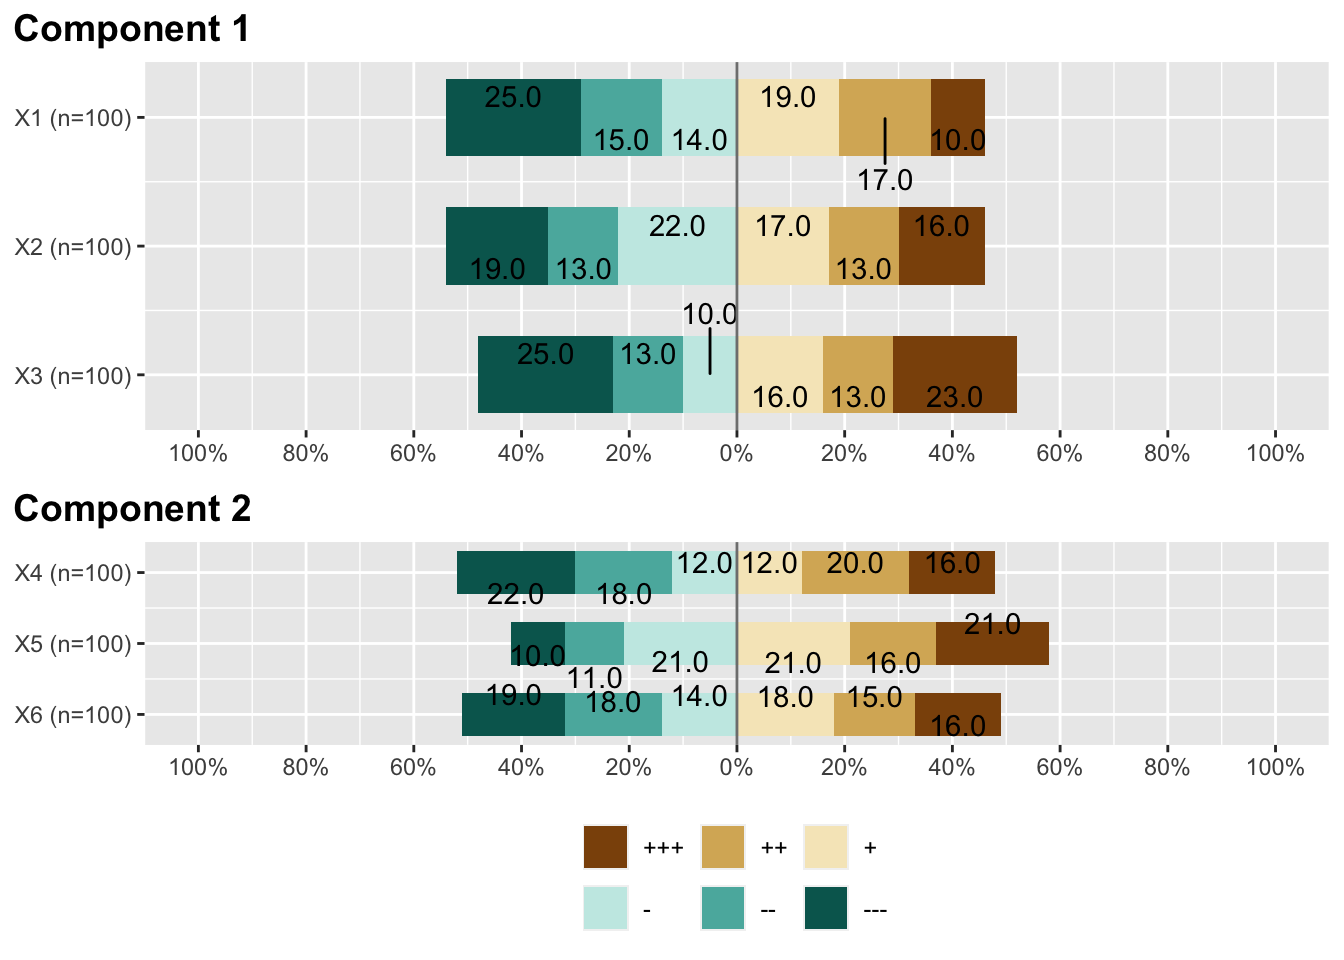 Component 1
X1 (n=100)
25.0 15.0 14.0 19.0 17.0 10.0
X2 (n=100)
19.0 13.0 22.0 17.0 13.0 16.0
X3 (n=100)
25.0 13.0 10.0 16.0 13.0 23.0
100% 80% 60% 40% 20% 0% 20% 40% 60% 80% 100%
Component 2
X4 (n=100)
22.0 18.0 12.0 12.0 20.0 16.0
X5 (n=100)
10.0 11.0 21.0 21.0 16.0 21.0
X6 (n=100)
19.0 18.0 14.0 18.0 15.0 16.0
100% 80% 60% 40% 20% 0% 20% 40% 60% 80% 100%
+++ ++ +
- -- ---